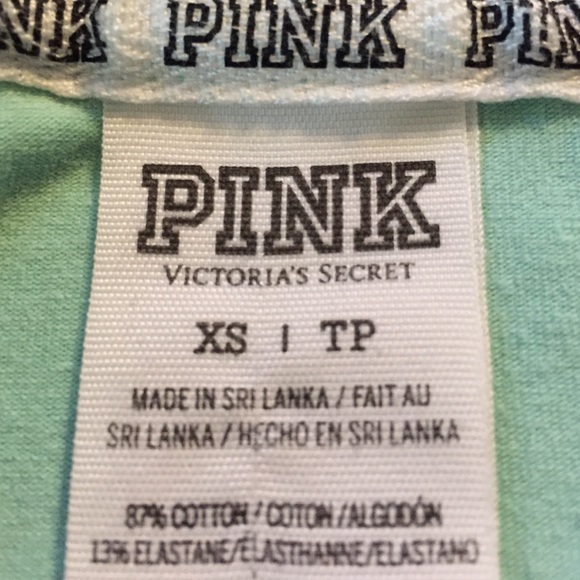 NK PINK PIN
PINK
VICTORIA'S SECRET
XS | TP
MADE IN SRI LANKA / FAIT AU
SRI LANKA / HECHO EN SRI LANKA
87% COTTON / COTON / ALGODÓN
13% ELASTANE/ÉLASTHANNE/ELASTANO